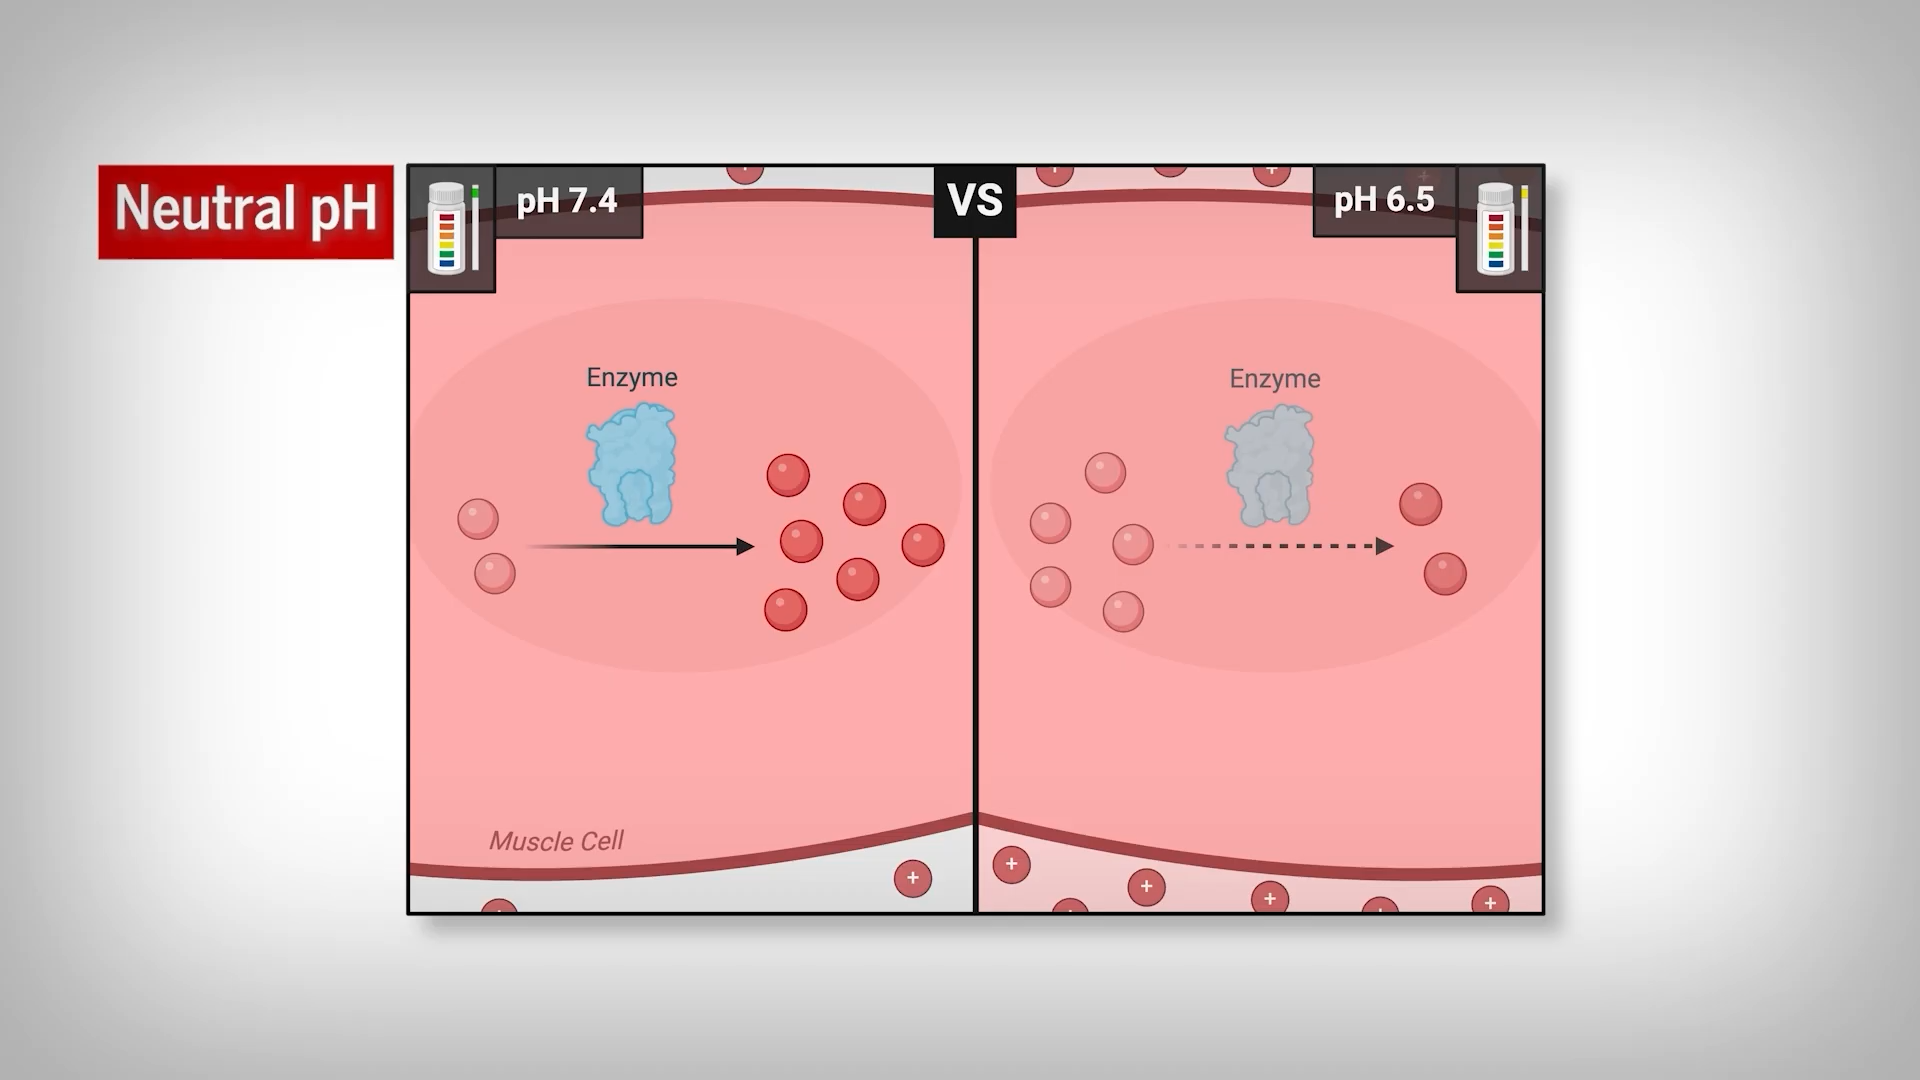 Neutral pH
pH 7.4
VS
pH 6.5
Enzyme
Enzyme
Muscle Cell
+
+
+
+
+